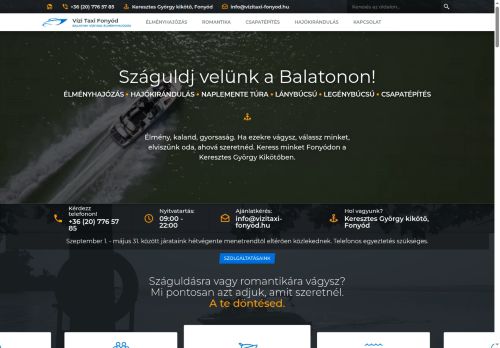 +36 (20) 776 57 85
Keresztes György kikötő, Fonyód
info@vizitaxi-fonyod.hu
Keresés az oldalon...
Vízi Taxi Fonyód
ÉLMÉNYHAJÓZÁS
ROMANTIKA
CSAPATÉPÍTÉS
HAJÓKIRÁNDULÁS
KAPCSOLAT
Száguldj velünk a Balatonon!
ÉLMÉNYHAJÓZÁS • HAJÓKIRÁNDULÁS • NAPLEMENTE TÚRA • LÁNYBÚCSÚ • LEGÉNYBÚCSÚ • CSAPATÉPÍTÉS
Élmény, kaland, gyorsaság. Ha ezekre vágysz, válassz minket,
elviszünk oda, ahová szeretnéd. Keress minket Fonyódon a
Keresztes György Kikötőben.
Kérdezz
telefonon!
+36 (20) 776 57
85
Nyitvatartás:
09:00 -
22:00
Ajánlatkérés:
info@vizitaxi-
fonyod.hu
Hol vagyunk?
Keresztes György kikötő,
Fonyód
Szeptember 1. - május 31. között járataink hétvégente menetrendtől eltérően közlekednek. Telefonos egyeztetés szükséges.
SZOLGÁLTATÁSAINK
Száguldásra vagy romantikára vágysz?
Mi pontosan azt adjuk, amit szeretnél.
A te döntésed.